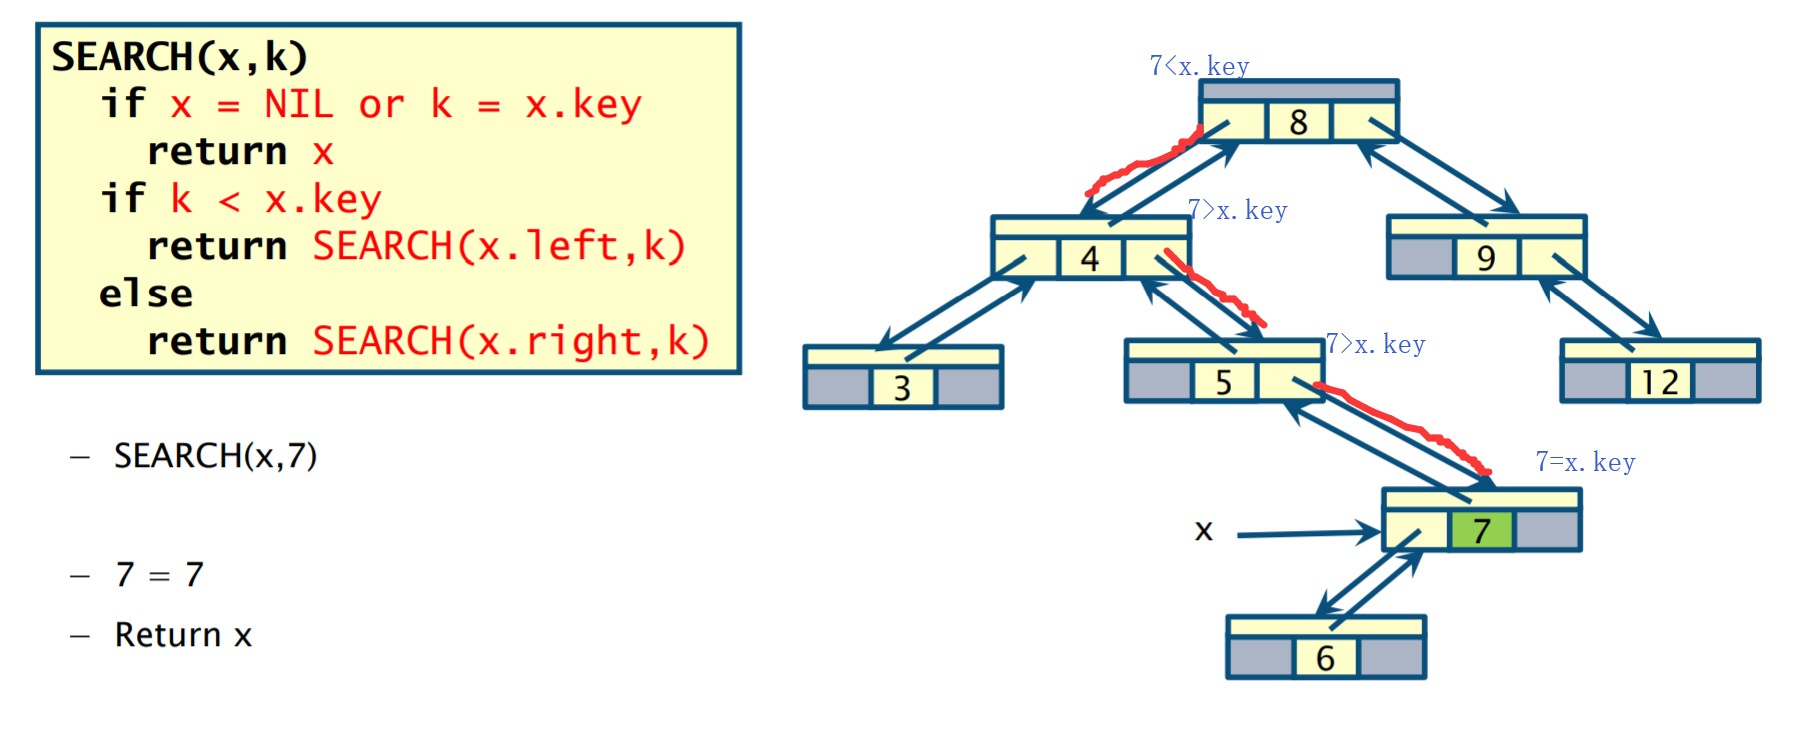 SEARCH(x,k)
if x = NIL or k = x.key
return x
if k < x.key
return SEARCH(x.left,k)
else
return SEARCH(x.right,k)
– SEARCH(x,7)
– 7 = 7
– Return x
7<x.key
8
7>x.key
4
9
7>x.key
3
5
12
7=x.key
x
7
6